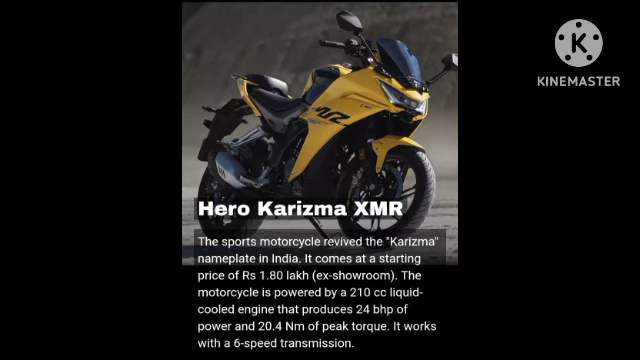 K
KINEMASTER
XMR
Hero Karizma XMR
The sports motorcycle revived the "Karizma"
nameplate in India. It comes at a starting
price of Rs 1.80 lakh (ex-showroom). The
motorcycle is powered by a 210 cc liquid-
cooled engine that produces 24 bhp of
power and 20.4 Nm of peak torque. It works
with a 6-speed transmission.